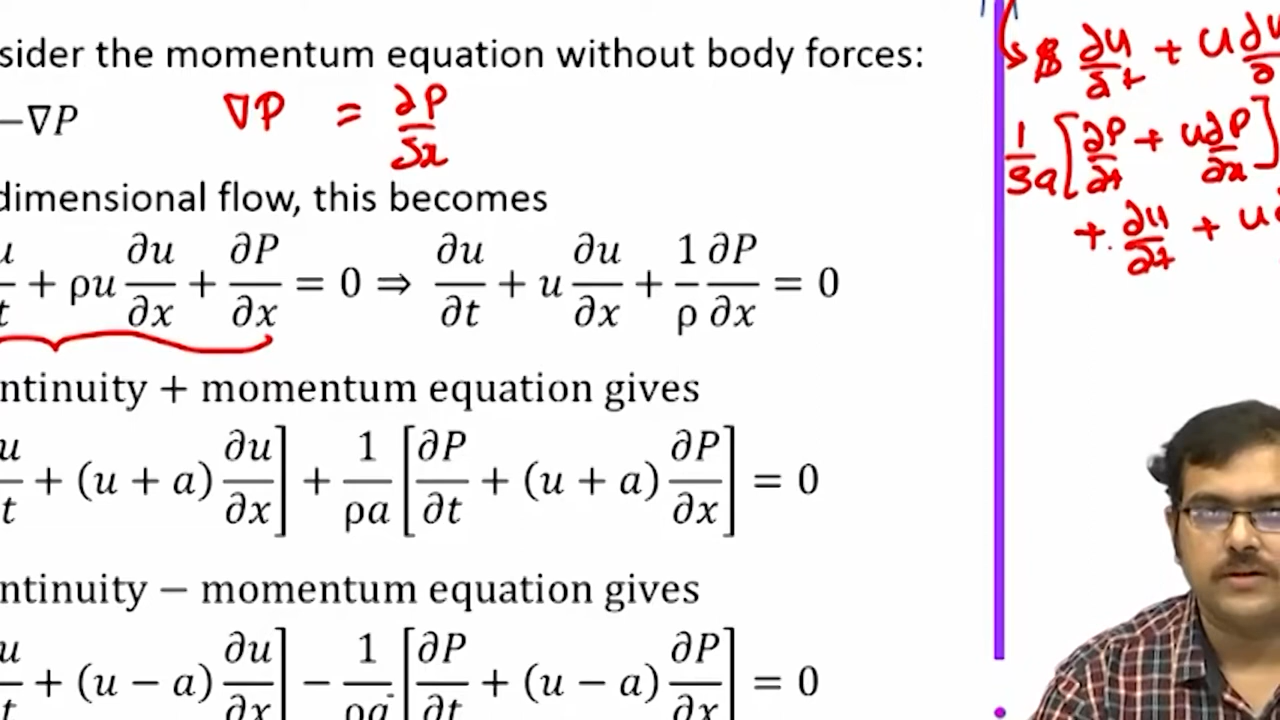 sider the momentum equation without body forces:
−∇P
∇P = ∂P/∂x
dimensional flow, this becomes
u/t + ρu ∂u/∂x + ∂P/∂x = 0 ⇒ ∂u/∂t + u ∂u/∂x + 1/ρ ∂P/∂x = 0
ntinuity + momentum equation gives
u/t + (u + a) ∂u/∂x] + 1/ρa [∂P/∂t + (u + a) ∂P/∂x] = 0
ntinuity − momentum equation gives
u/t + (u − a) ∂u/∂x] − 1/ρa [∂P/∂t + (u − a) ∂P/∂x] = 0
∂u/∂t + u∂u/∂
1/ρa [∂P/∂t + u∂P/∂x]
+ ∂u/∂t + u